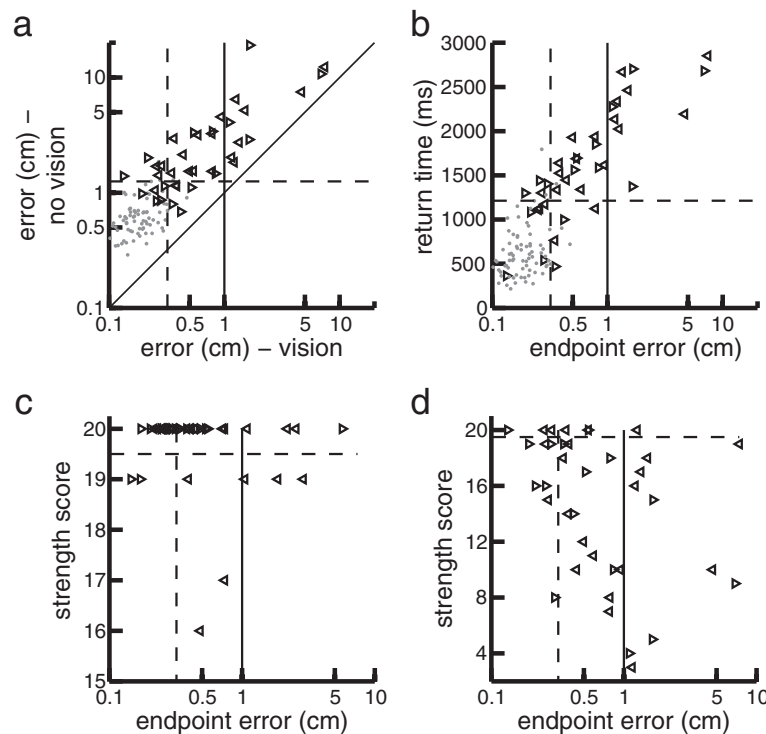 a
error (cm) –
no vision
10
5
1
0.5
0.1
0.1 0.5 1 5 10
error (cm) – vision
b
return time (ms)
3000
2500
2000
1500
1000
500
0
0.1 0.5 1 5 10
endpoint error (cm)
c
strength score
20
19
17
16
15
0.1 0.5 1 5 10
endpoint error (cm)
d
strength score
20
16
12
8
4
0.1 0.5 1 5 10
endpoint error (cm)